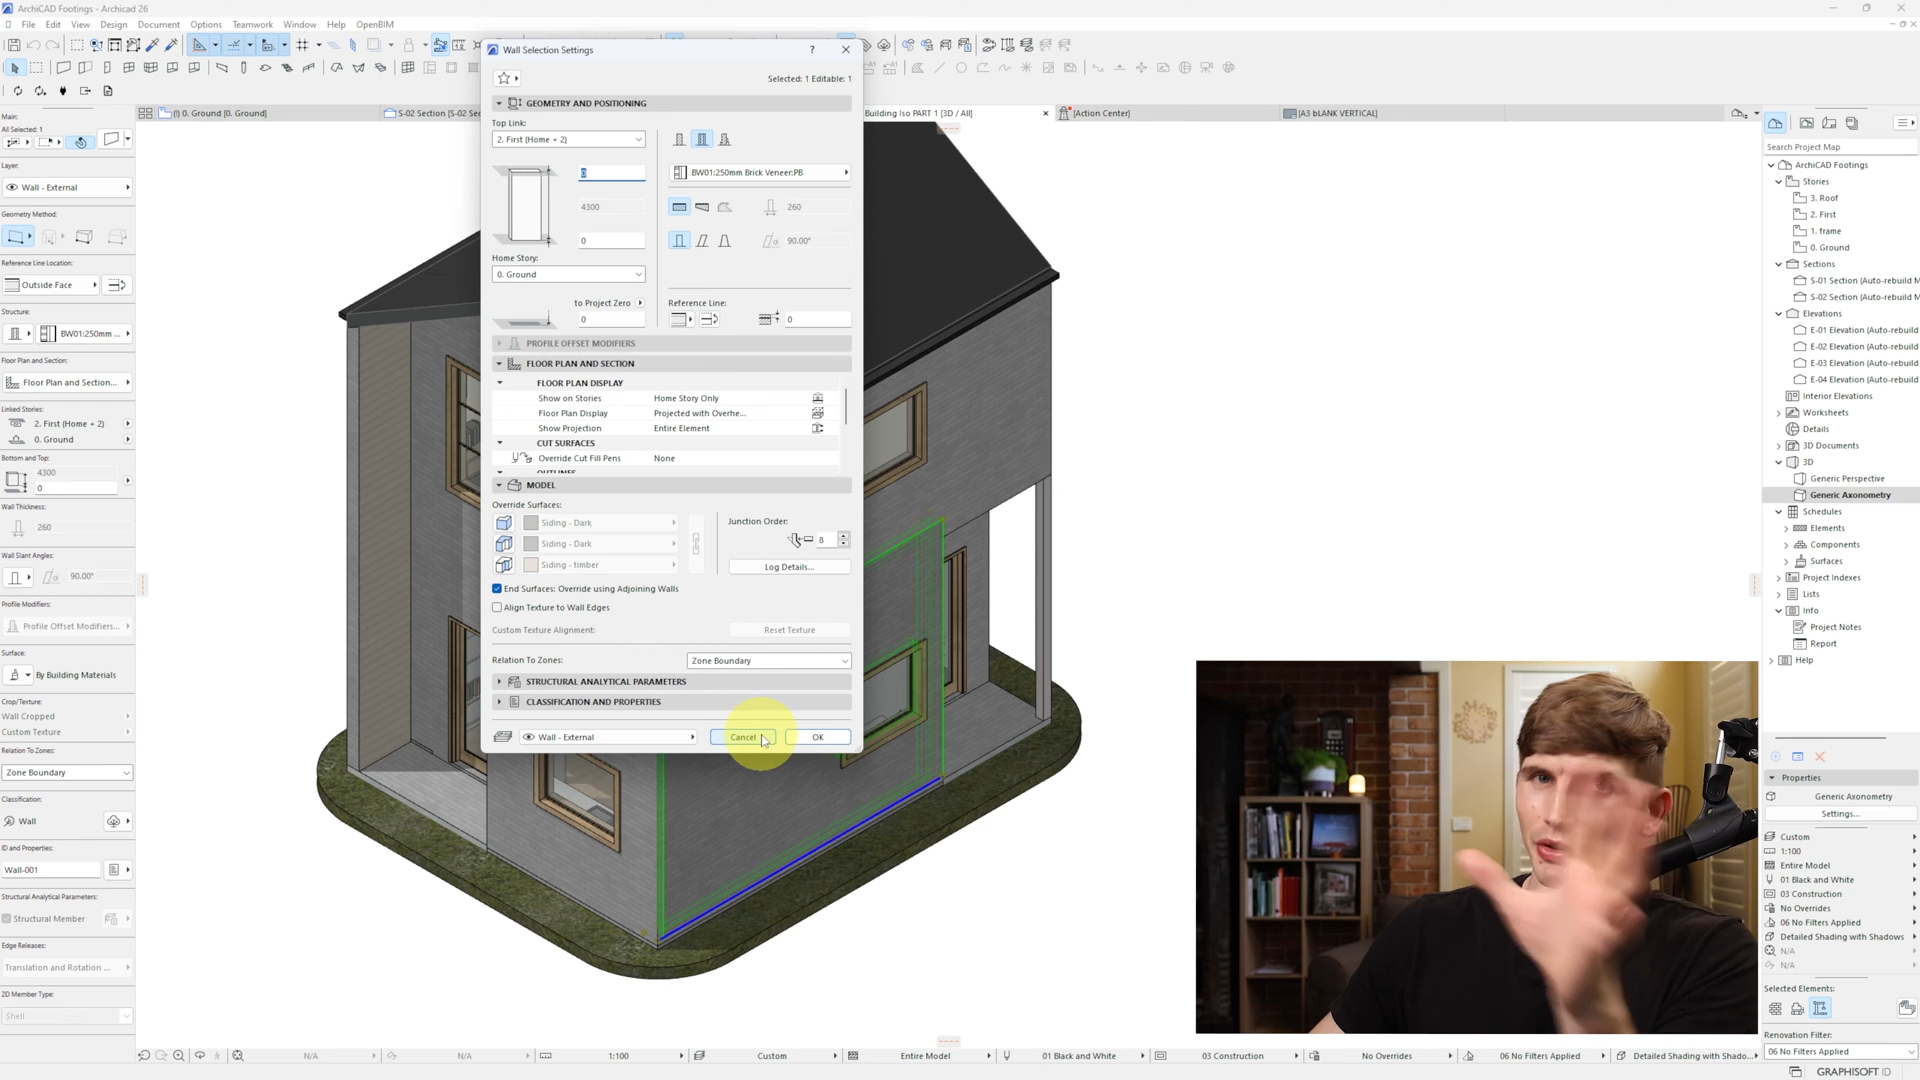 ArchiCAD Footings - Archicad 26
File Edit View Design Document Options Teamwork Window Help OpenBIM
Main:
All Selected: 1
Layer:
Wall - External
Geometry Method:
Reference Line Location:
Outside Face
Structure:
BW01:250mm ...
Floor Plan and Section:
Floor Plan and Section...
Linked Stories:
2. First (Home + 2)
0. Ground
Bottom and Top:
4300
0
Wall Thickness:
260
Wall Slant Angles:
90.00°
Profile Modifiers:
Profile Offset Modifiers...
Surface:
By Building Materials
Crop/Texture:
Wall Cropped
Custom Texture
Relation To Zones:
Zone Boundary
Classification:
Wall
ID and Properties:
Wall-001
Structural Analytical Parameters:
Structural Member
Edge Releases:
Translation and Rotation ...
2D Member Type:
Shell
(!) 0. Ground [0. Ground]
S-02 Section [S-02 Sec
Building Iso PART 1 [3D / All]
[Action Center]
[A3 bLANK VERTICAL]
Wall Selection Settings
?
Selected: 1 Editable: 1
GEOMETRY AND POSITIONING
Top Link:
2. First (Home + 2)
0
4300
0
Home Story:
0. Ground
to Project Zero
0
BW01:250mm Brick Veneer:PB
260
90.00°
Reference Line:
0
PROFILE OFFSET MODIFIERS
FLOOR PLAN AND SECTION
FLOOR PLAN DISPLAY
Show on Stories Home Story Only
Floor Plan Display Projected with Overhe...
Show Projection Entire Element
CUT SURFACES
Override Cut Fill Pens None
OUTLINES
MODEL
Override Surfaces:
Siding - Dark
Siding - Dark
Siding - timber
Junction Order:
8
Log Details...
End Surfaces: Override using Adjoining Walls
Align Texture to Wall Edges
Custom Texture Alignment:
Reset Texture
Relation To Zones:
Zone Boundary
STRUCTURAL ANALYTICAL PARAMETERS
CLASSIFICATION AND PROPERTIES
Wall - External
Cancel
OK
Search Project Map
ArchiCAD Footings
Stories
3. Roof
2. First
1. frame
0. Ground
Sections
S-01 Section (Auto-rebuild M
S-02 Section (Auto-rebuild M
Elevations
E-01 Elevation (Auto-rebuild
E-02 Elevation (Auto-rebuild
E-03 Elevation (Auto-rebuild
E-04 Elevation (Auto-rebuild
Interior Elevations
Worksheets
Details
3D Documents
3D
Generic Perspective
Generic Axonometry
Schedules
Elements
Components
Surfaces
Project Indexes
Lists
Info
Project Notes
Report
Help
Properties
Generic Axonometry
Settings...
Custom
1:100
Entire Model
01 Black and White
03 Construction
No Overrides
06 No Filters Applied
Detailed Shading with Shadows
N/A
N/A
Selected Elements:
Renovation Filter:
06 No Filters Applied
N/A N/A 1:100 Custom Entire Model 01 Black and White 03 Construction No Overrides 06 No Filters Applied Detailed Shading with Shado...
GRAPHISOFT ID